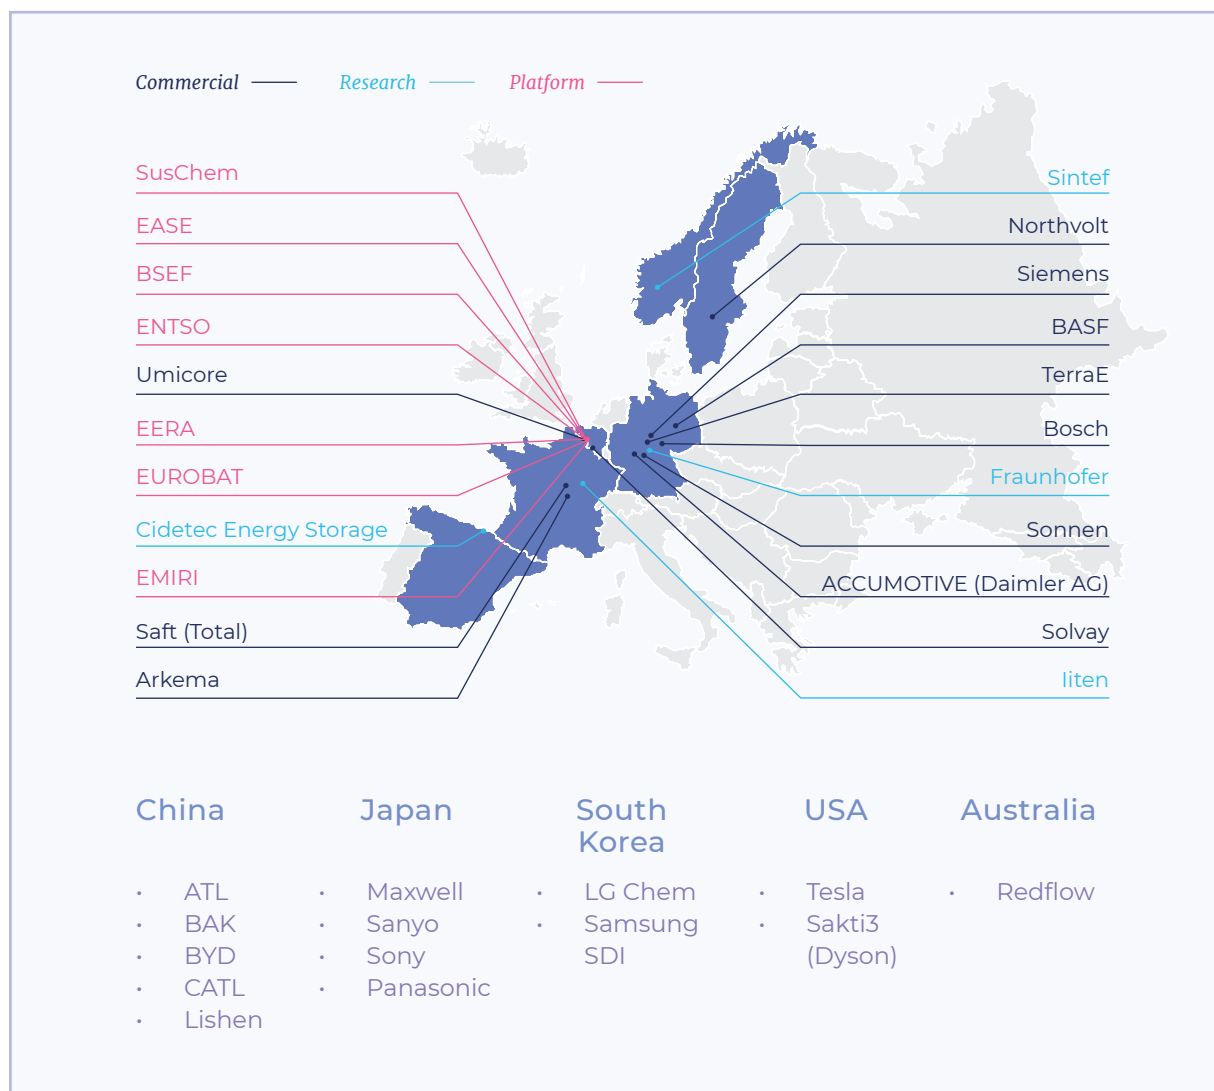 Commercial
Research
Platform
SusChem
EASE
BSEF
ENTSO
Umicore
EERA
EUROBAT
Cidetec Energy Storage
EMIRI
Saft (Total)
Arkema
Sintef
Northvolt
Siemens
BASF
TerraE
Bosch
Fraunhofer
Sonnen
ACCUMOTIVE (Daimler AG)
Solvay
liten
China
• ATL
• BAK
• BYD
• CATL
• Lishen
Japan
• Maxwell
• Sanyo
• Sony
• Panasonic
South
Korea
• LG Chem
• Samsung
SDI
USA
• Tesla
• Sakti3
(Dyson)
Australia
• Redflow